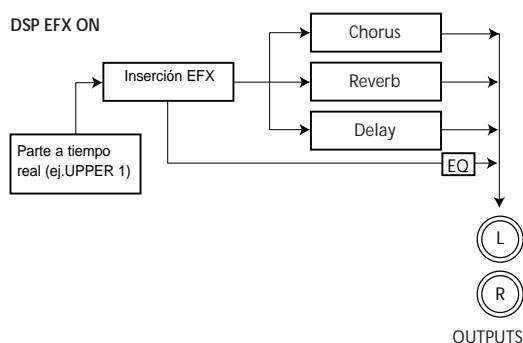 DSP EFX ON
Chorus
Inserción EFX
Reverb
Delay
Parte a tiempo
real (ej.UPPER 1)
EQ
L
R
OUTPUTS